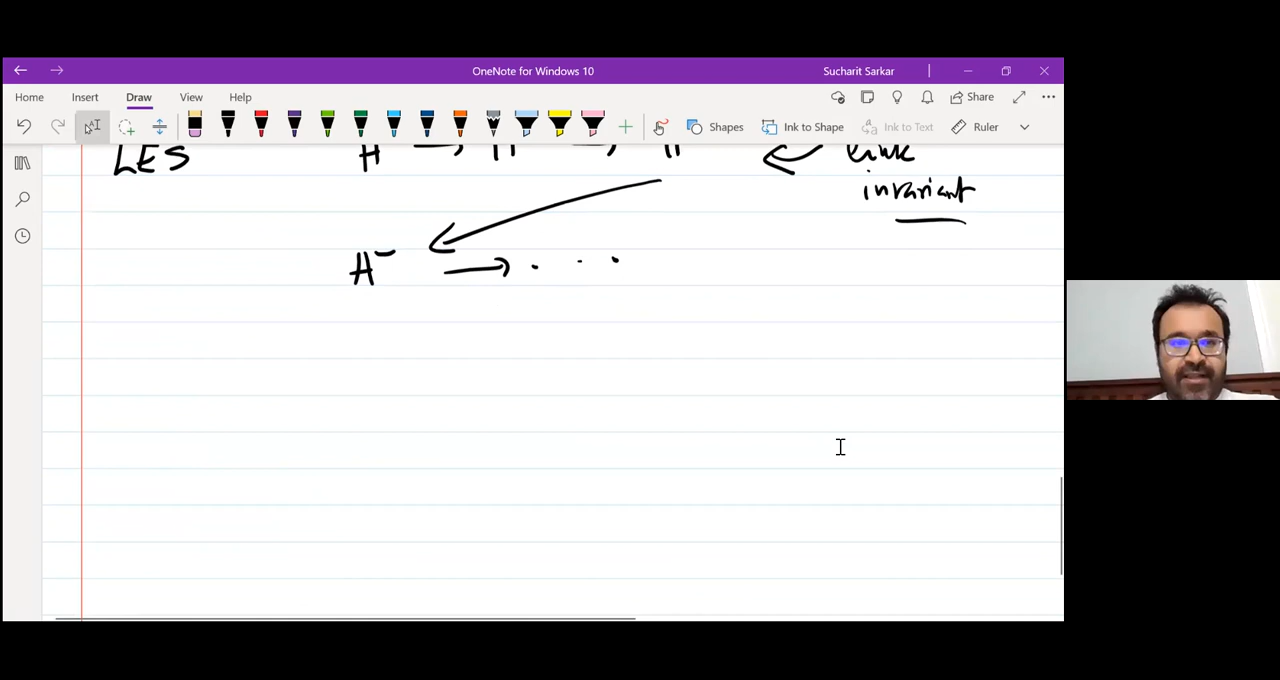 OneNote for Windows 10
Sucharit Sarkar
Home Insert Draw View Help
Share
Shapes Ink to Shape Ink to Text Ruler
LES H → H → H link
invariant
H⁻ → . . .